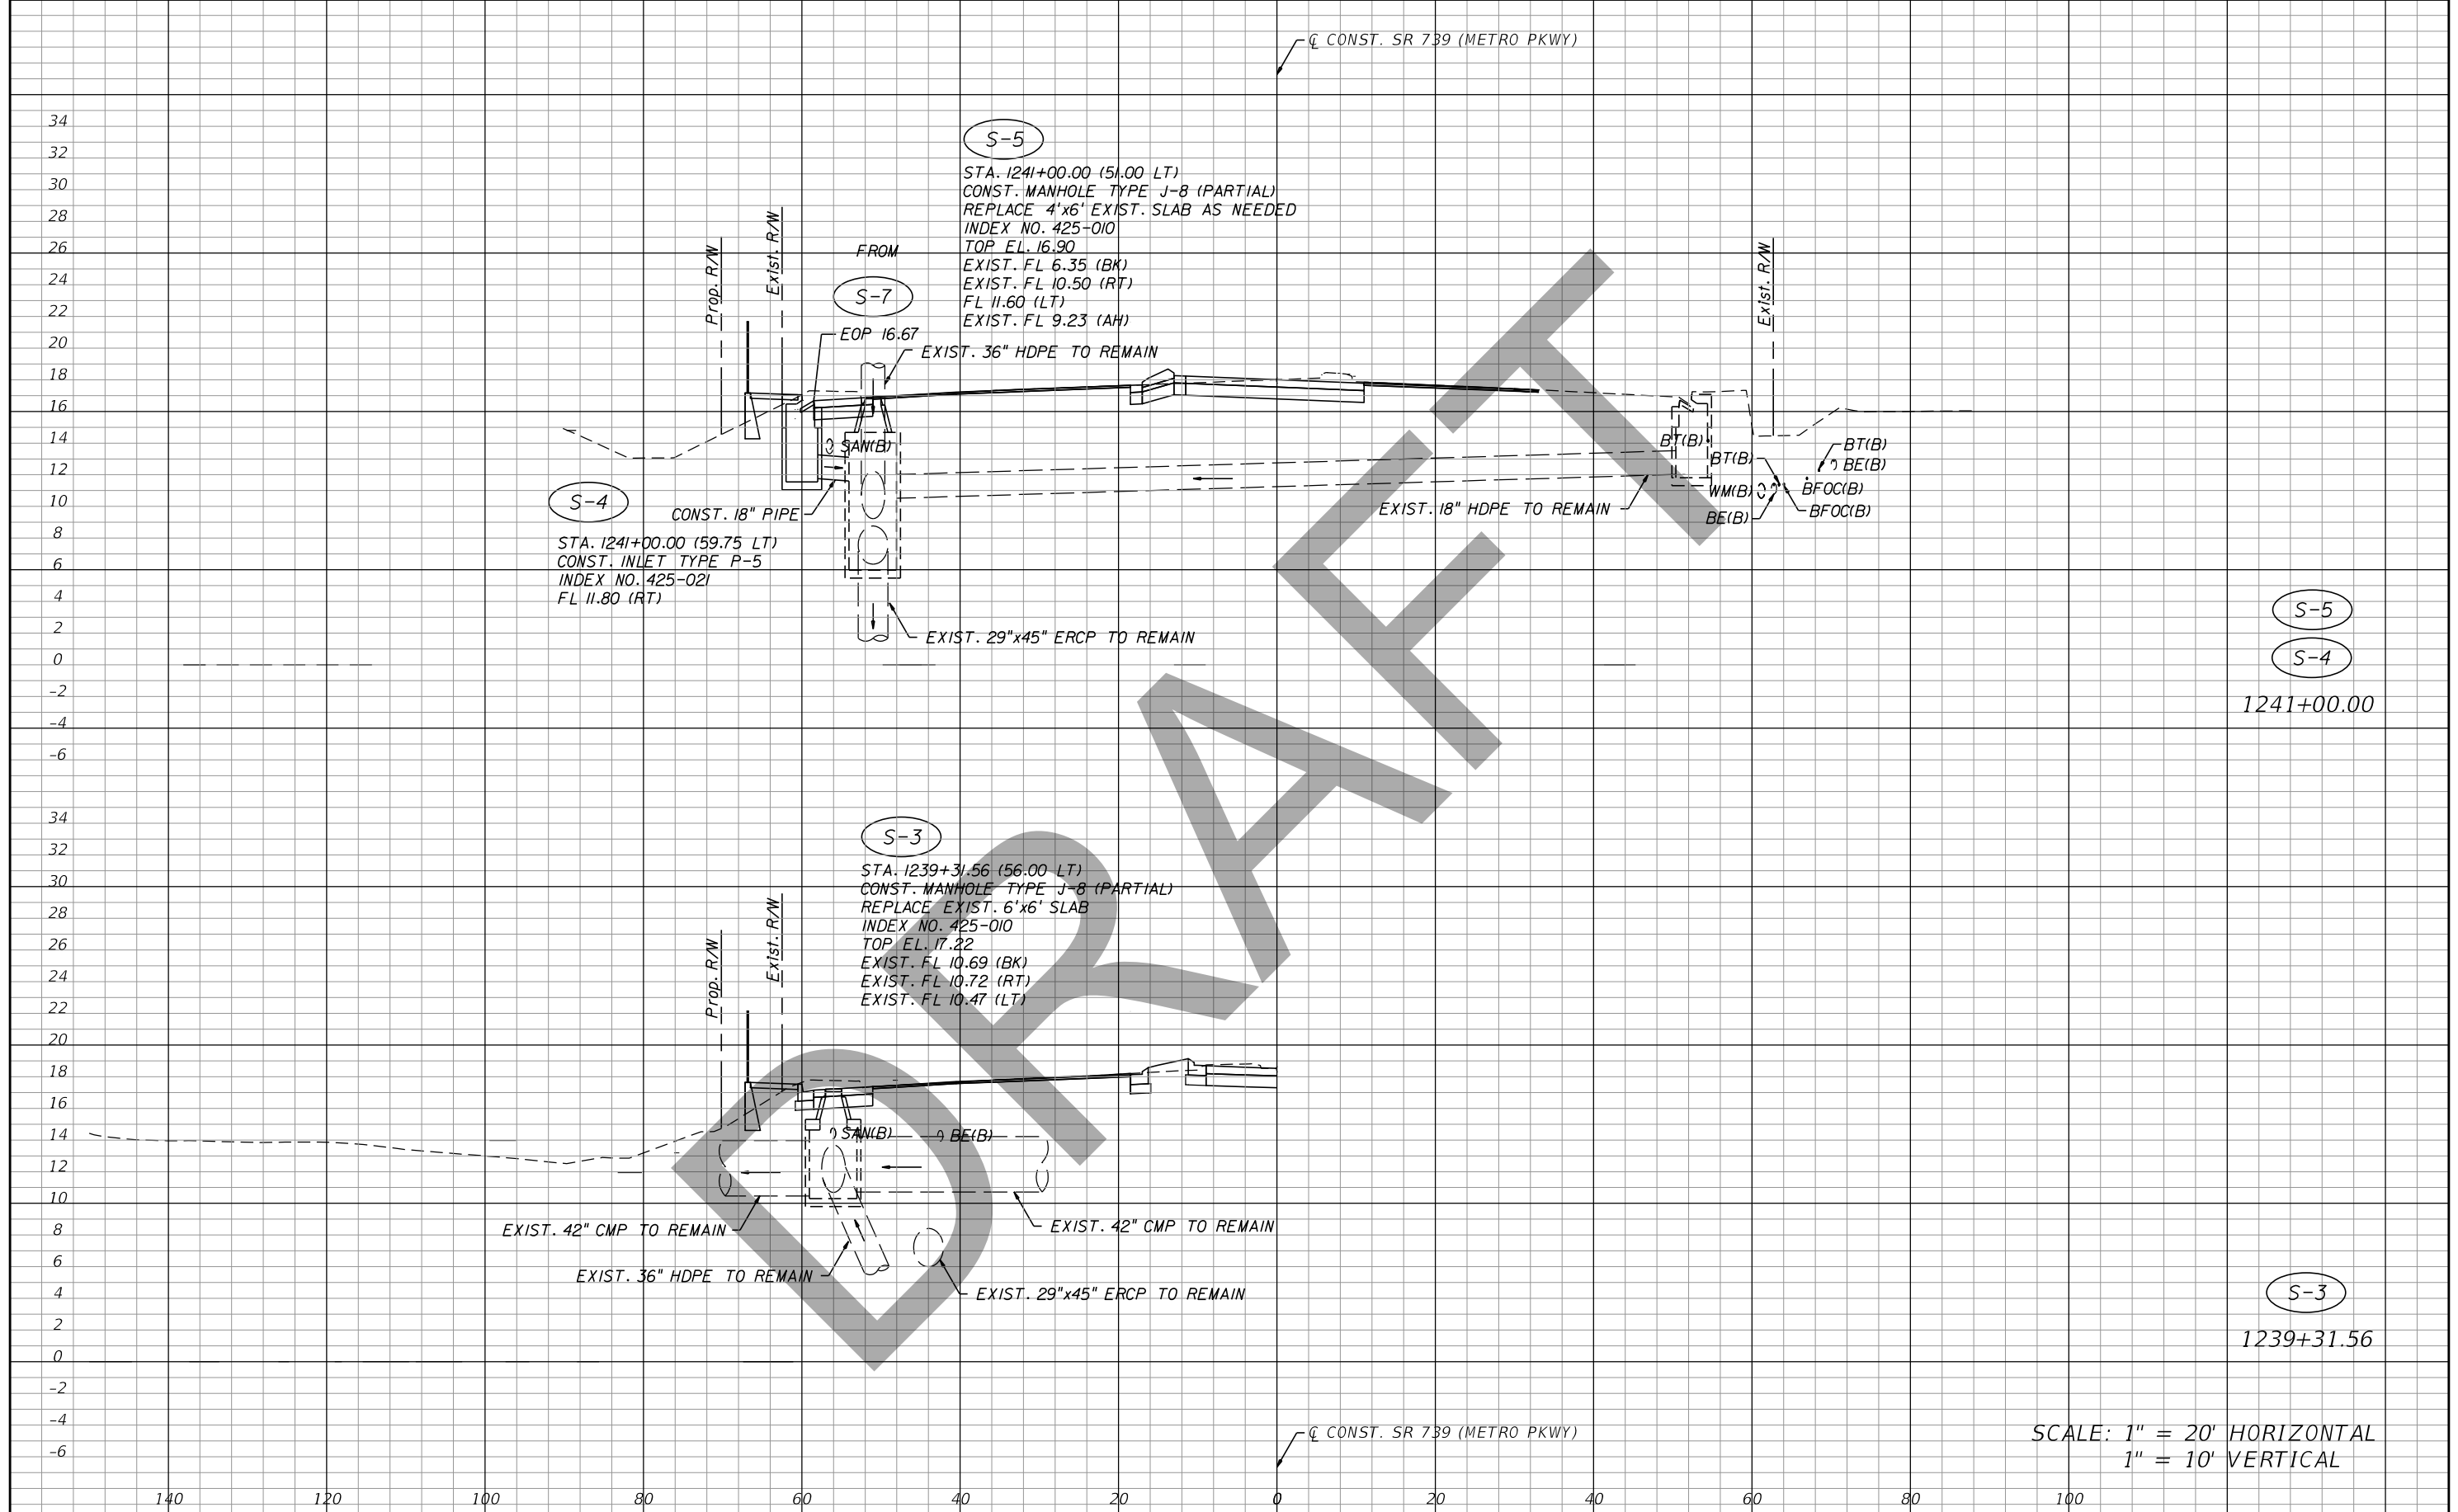 ℄ CONST. SR 739 (METRO PKWY)
34
32
30
28
26
24
22
20
18
16
14
12
10
8
6
4
2
0
-2
-4
-6
S-5
STA. 1241+00.00 (51.00 LT)
CONST. MANHOLE TYPE J-8 (PARTIAL)
REPLACE 4'x6' EXIST. SLAB AS NEEDED
INDEX NO. 425-010
TOP EL. 16.90
EXIST. FL 6.35 (BK)
EXIST. FL 10.50 (RT)
FL 11.60 (LT)
EXIST. FL 9.23 (AH)
Prop. R/W
Exist. R/W
FROM
S-7
EOP 16.67
EXIST. 36" HDPE TO REMAIN
Exist. R/W
SAN(B)
BT(B)
BT(B)
BT(B)
BE(B)
WM(B)
BFOC(B)
BE(B)
BFOC(B)
S-4
CONST. 18" PIPE
EXIST. 18" HDPE TO REMAIN
STA. 1241+00.00 (59.75 LT)
CONST. INLET TYPE P-5
INDEX NO. 425-021
FL 11.80 (RT)
EXIST. 29"x45" ERCP TO REMAIN
S-5
S-4
1241+00.00
34
32
30
28
26
24
22
20
18
16
14
12
10
8
6
4
2
0
-2
-4
-6
S-3
STA. 1239+31.56 (56.00 LT)
CONST. MANHOLE TYPE J-8 (PARTIAL)
REPLACE EXIST. 6'x6' SLAB
INDEX NO. 425-010
TOP EL. 17.22
EXIST. FL 10.69 (BK)
EXIST. FL 10.72 (RT)
EXIST. FL 10.47 (LT)
Prop. R/W
Exist. R/W
SAN(B)
BE(B)
EXIST. 42" CMP TO REMAIN
EXIST. 42" CMP TO REMAIN
EXIST. 36" HDPE TO REMAIN
EXIST. 29"x45" ERCP TO REMAIN
S-3
1239+31.56
℄ CONST. SR 739 (METRO PKWY)
SCALE: 1" = 20' HORIZONTAL
1" = 10' VERTICAL
140 120 100 80 60 40 20 0 20 40 60 80 100
DRAFT